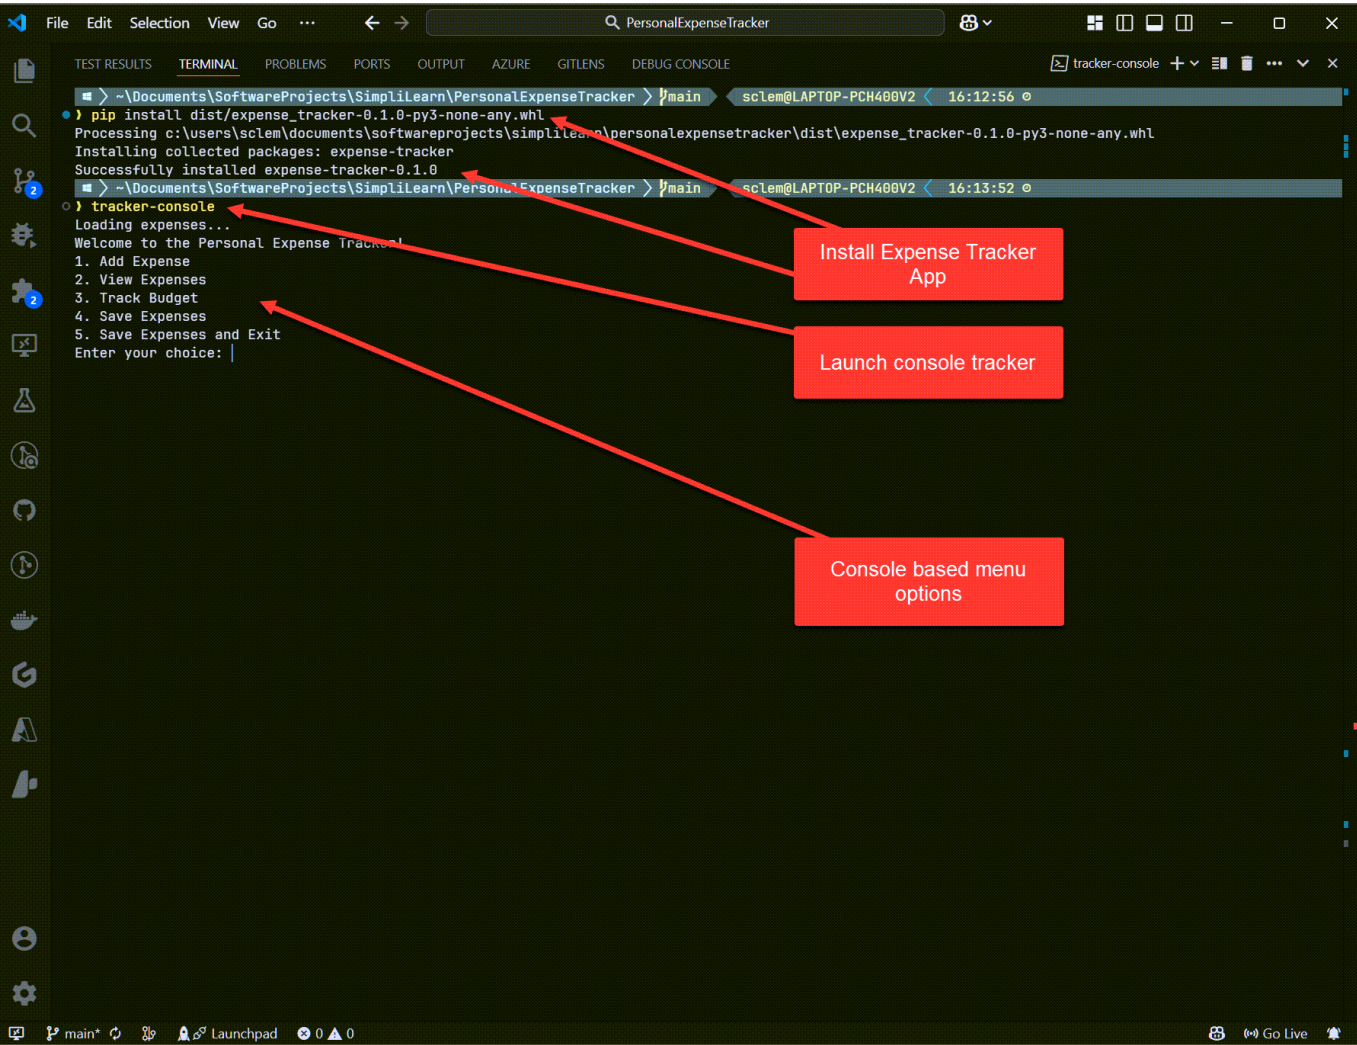 File Edit Selection View Go ··· PersonalExpenseTracker
TEST RESULTS TERMINAL PROBLEMS PORTS OUTPUT AZURE GITLENS DEBUG CONSOLE tracker-console
~\Documents\SoftwareProjects\SimpliLearn\PersonalExpenseTracker main sclem@LAPTOP-PCH400V2 16:12:56
❯ pip install dist/expense_tracker-0.1.0-py3-none-any.whl
Processing c:\users\sclem\documents\softwareprojects\simplilearn\personalexpensetracker\dist\expense_tracker-0.1.0-py3-none-any.whl
Installing collected packages: expense-tracker
Successfully installed expense-tracker-0.1.0
~\Documents\SoftwareProjects\SimpliLearn\PersonalExpenseTracker main sclem@LAPTOP-PCH400V2 16:13:52
❯ tracker-console
Loading expenses...
Welcome to the Personal Expense Tracker!
1. Add Expense
2. View Expenses
3. Track Budget
4. Save Expenses
5. Save Expenses and Exit
Enter your choice:
Install Expense Tracker
App
Launch console tracker
Console based menu
options
2
2
main* Launchpad 0 0 Go Live